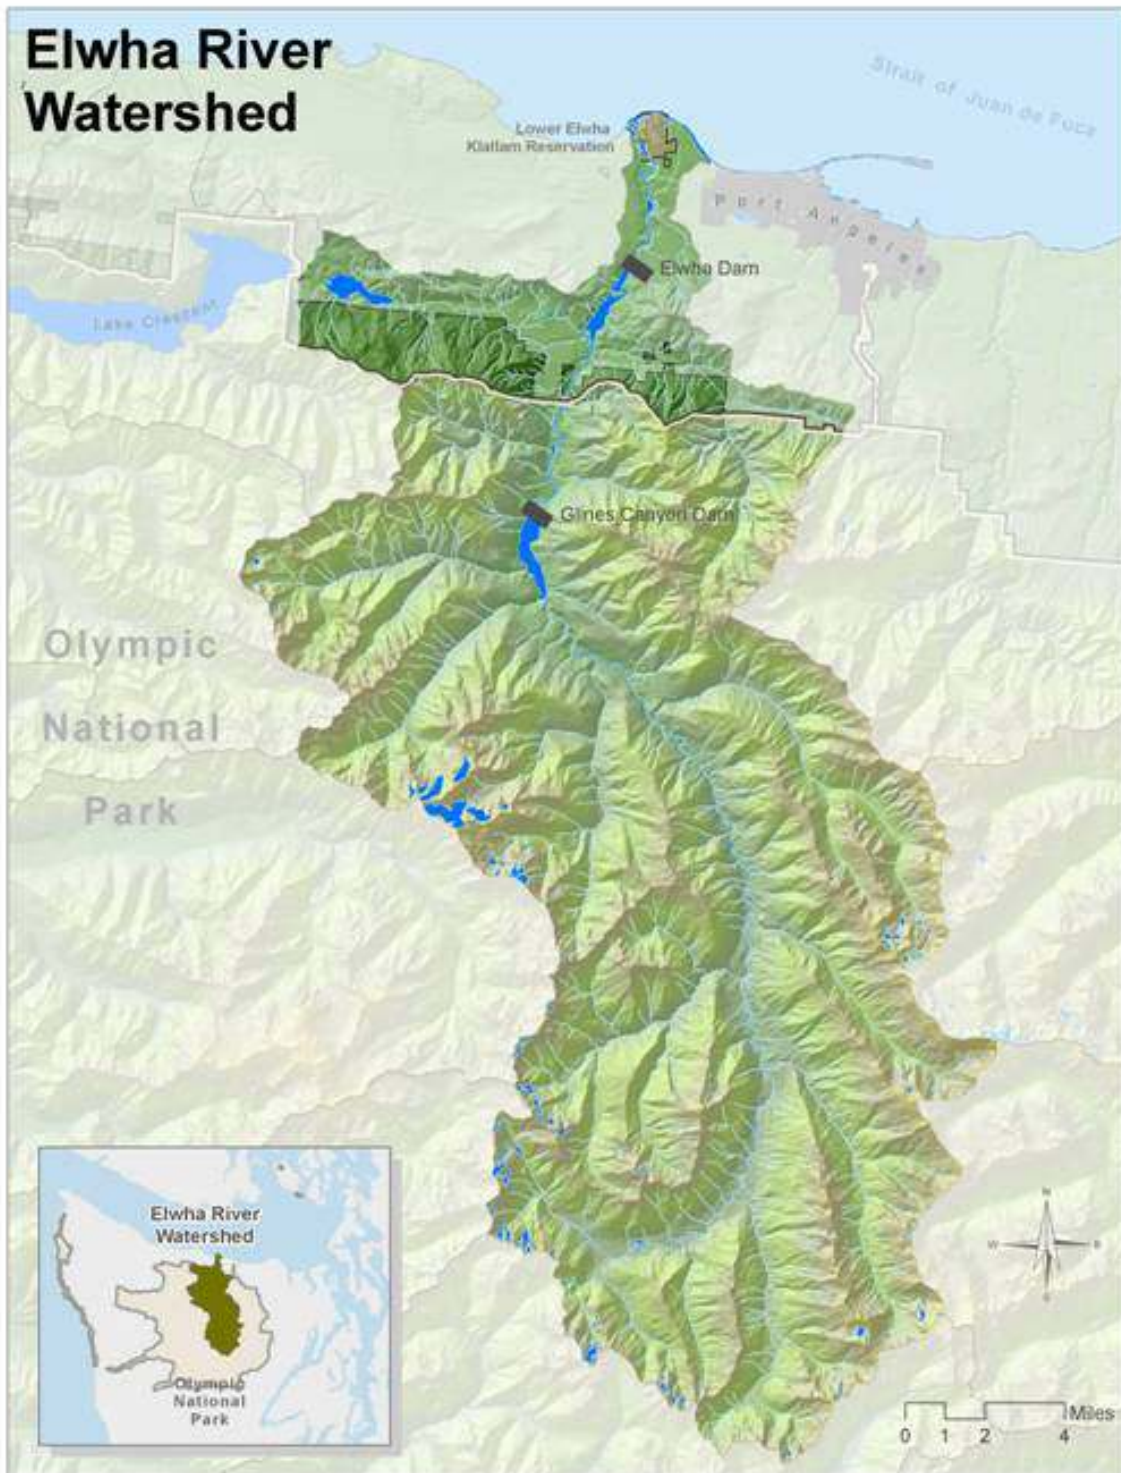 Elwha River
Watershed
Strait of Juan de Fuca
Lower Elwha
Klallam Reservation
Port Angeles
Elwha Dam
Lake Crescent
Glines Canyon Dam
Olympic
National
Park
Elwha River
Watershed
Olympic
National
Park
N
W
E
S
Miles
0 1 2 4